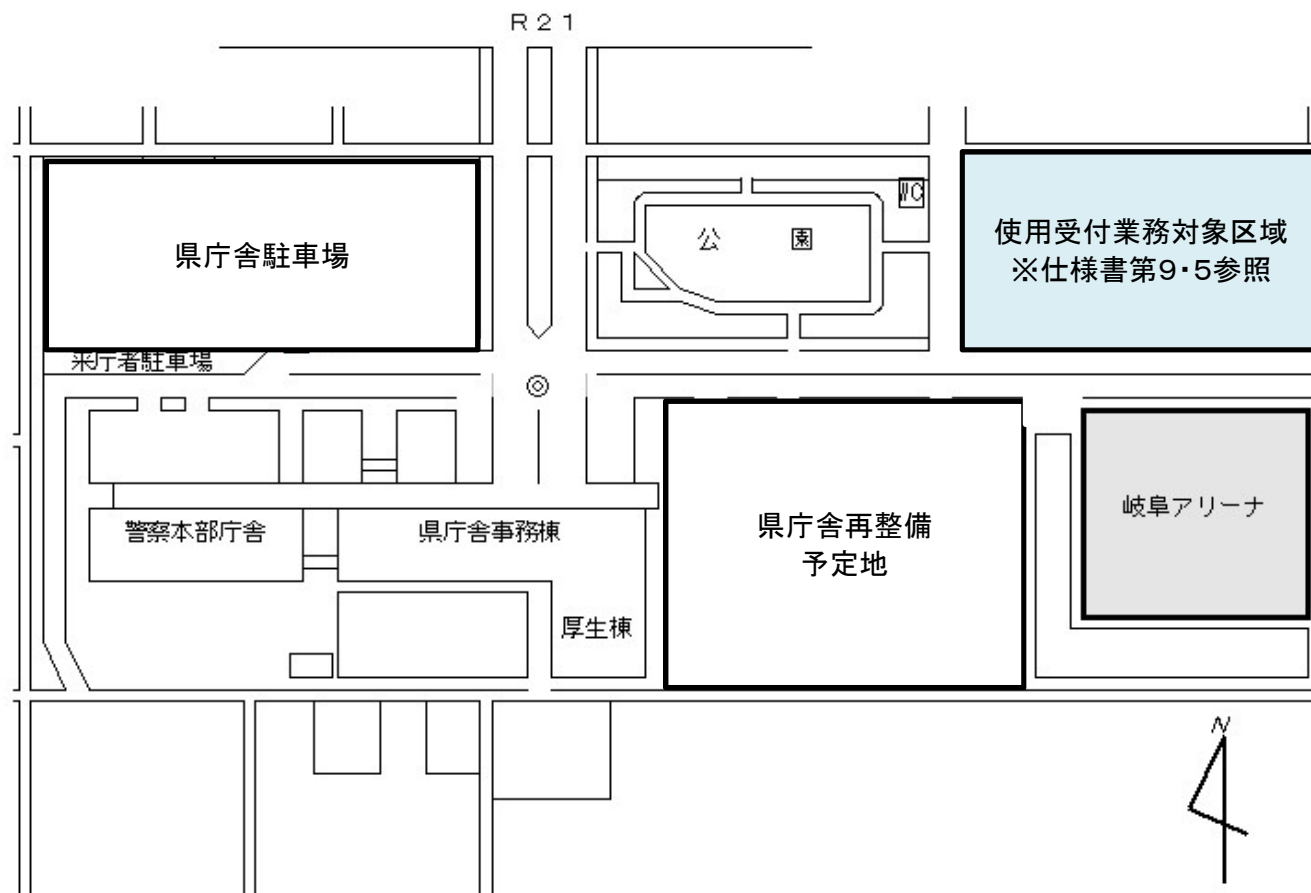 R21
県庁舎駐車場
公園
WC
使用受付業務対象区域
※仕様書第9・5参照
来庁者駐車場
警察本部庁舎
県庁舎事務棟
厚生棟
県庁舎再整備
予定地
岐阜アリーナ
N